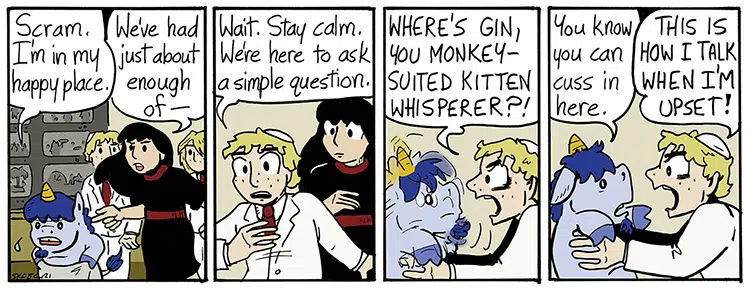 Scram.
I'm in my
happy place.
We've had
just about
enough
of—
Wait. Stay calm.
We're here to ask
a simple question.
WHERE'S GIN,
YOU MONKEY-
SUITED KITTEN
WHISPERER?!
You know
you can
cuss in
here.
THIS IS
HOW I TALK
WHEN I'M
UPSET!